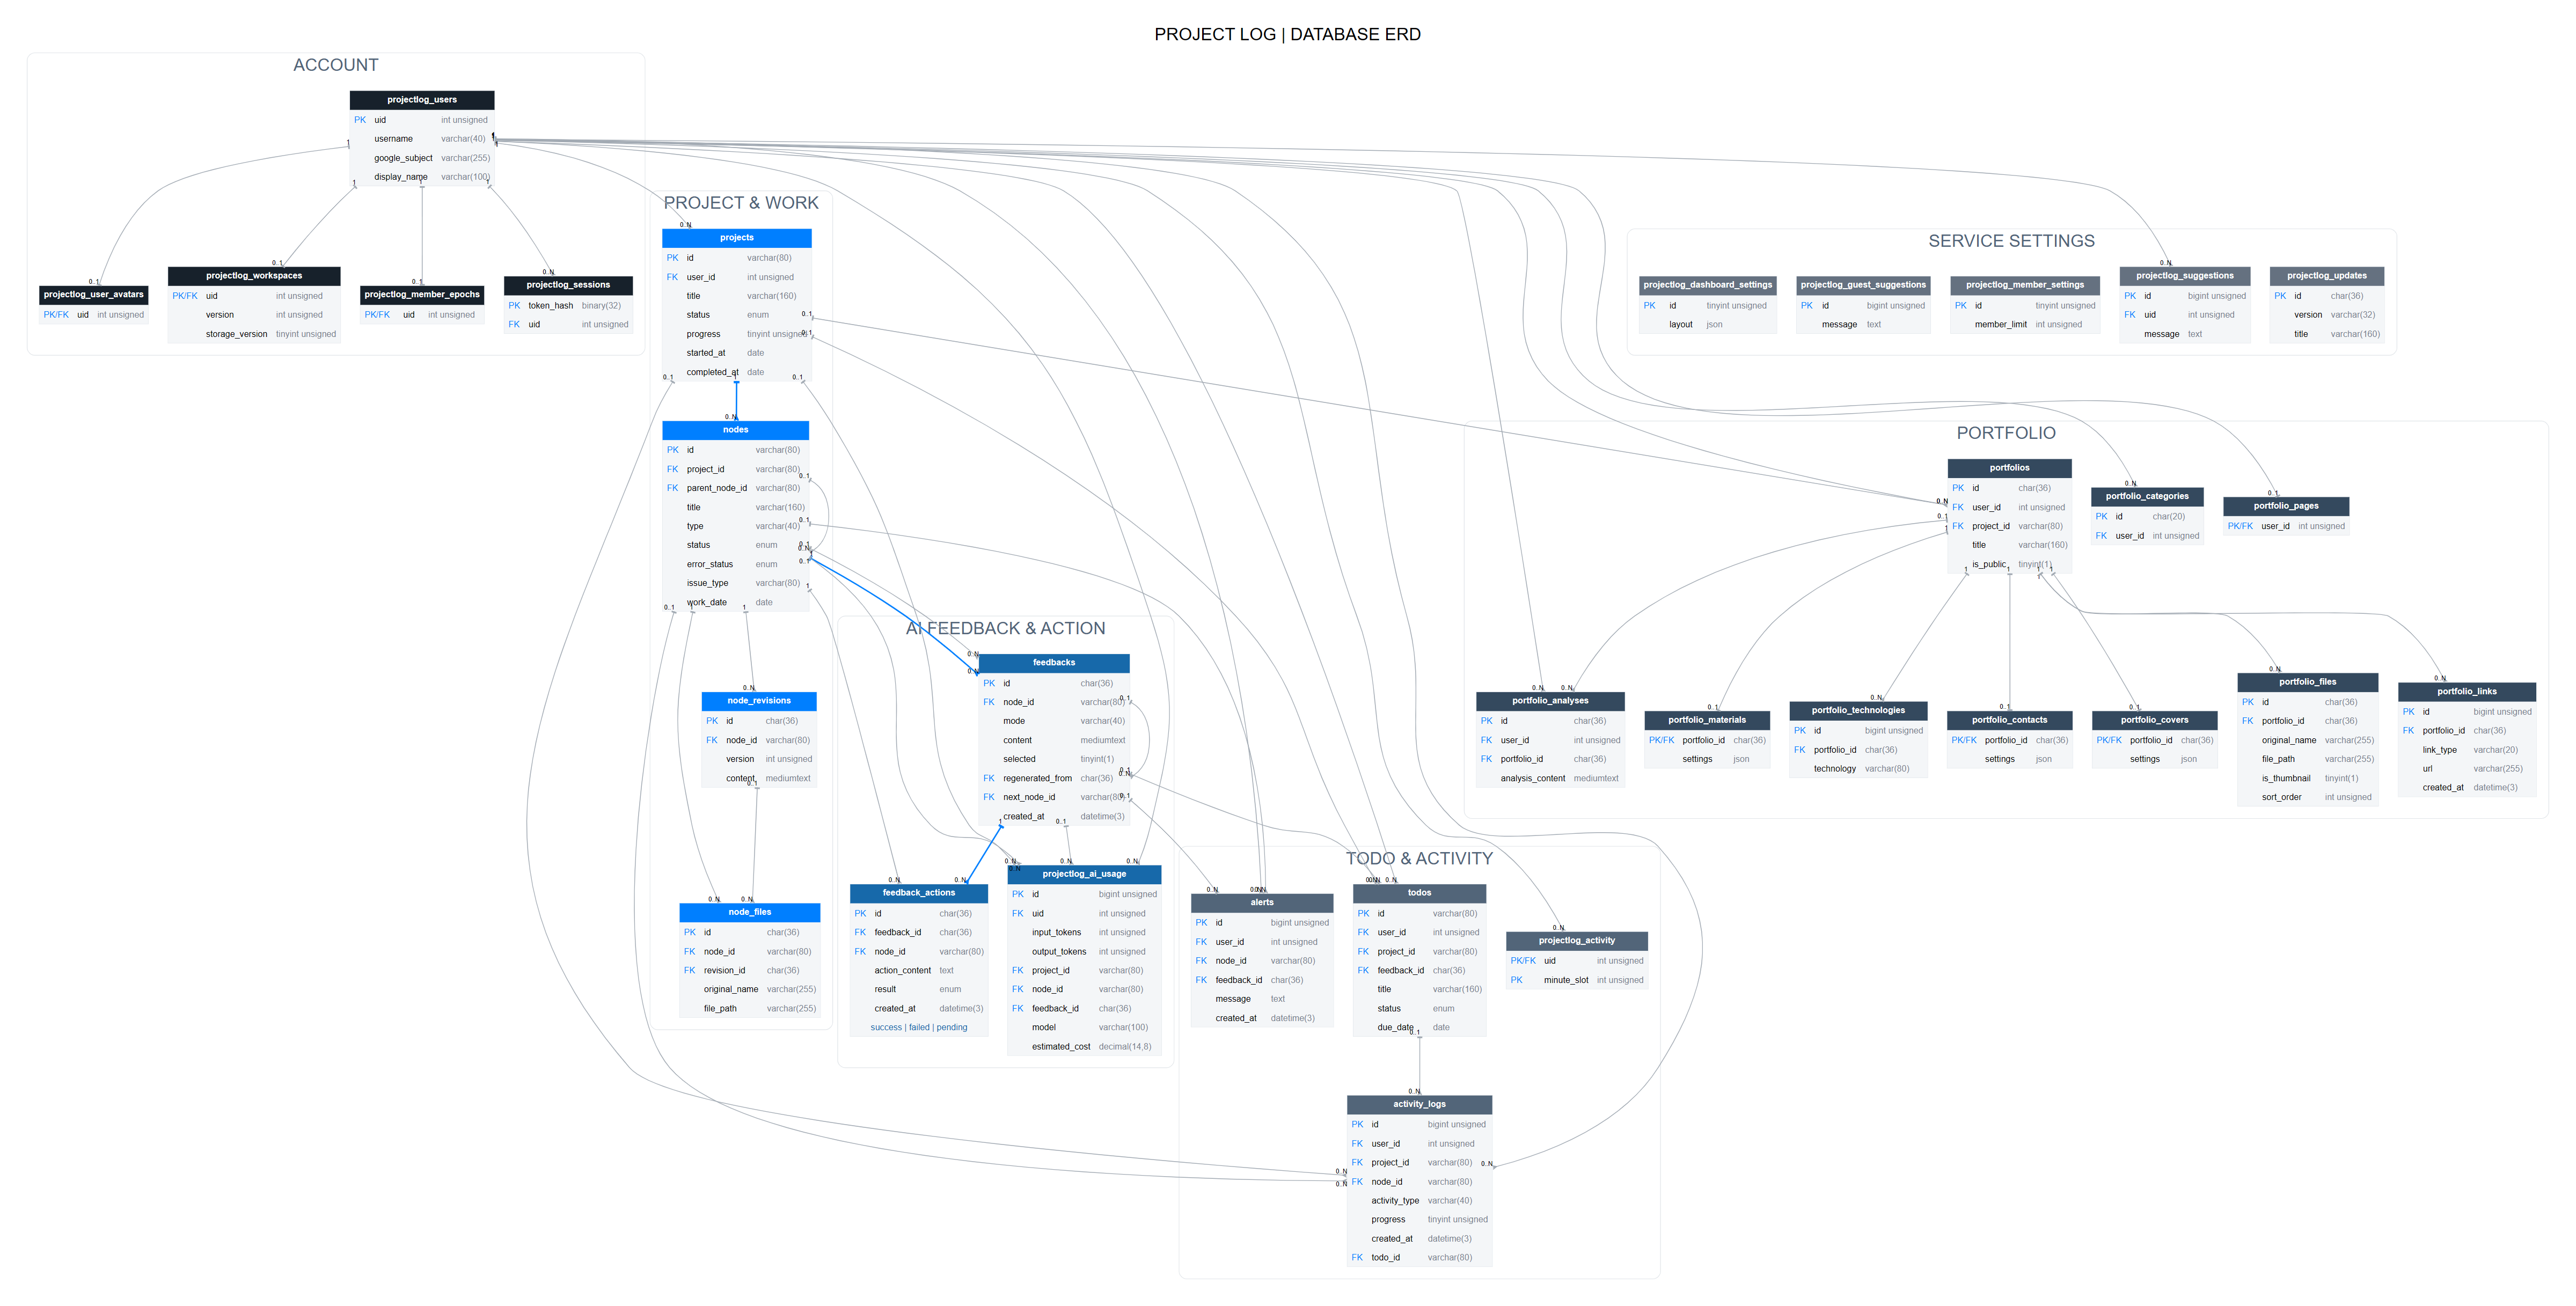 PROJECT LOG | DATABASE ERD
ACCOUNT
projectlog_users
PK uid int unsigned
username varchar(40)
google_subject varchar(255)
display_name varchar(100)
projectlog_user_avatars
PK/FK uid int unsigned
projectlog_workspaces
PK/FK uid int unsigned
version int unsigned
storage_version tinyint unsigned
projectlog_member_epochs
PK/FK uid int unsigned
projectlog_sessions
PK token_hash binary(32)
FK uid int unsigned
PROJECT & WORK
projects
PK id varchar(80)
FK user_id int unsigned
title varchar(160)
status enum
progress tinyint unsigned
started_at date
completed_at date
nodes
PK id varchar(80)
FK project_id varchar(80)
FK parent_node_id varchar(80)
title varchar(160)
type varchar(40)
status enum
error_status enum
issue_type varchar(80)
work_date date
node_revisions
PK id char(36)
FK node_id varchar(80)
version int unsigned
content mediumtext
node_files
PK id char(36)
FK node_id varchar(80)
FK revision_id char(36)
original_name varchar(255)
file_path varchar(255)
AI FEEDBACK & ACTION
feedbacks
PK id char(36)
FK node_id varchar(80)
mode varchar(40)
content mediumtext
selected tinyint(1)
FK regenerated_from char(36)
FK next_node_id varchar(80)
created_at datetime(3)
feedback_actions
PK id char(36)
FK feedback_id char(36)
FK node_id varchar(80)
action_content text
result enum
created_at datetime(3)
success | failed | pending
projectlog_ai_usage
PK id bigint unsigned
FK uid int unsigned
input_tokens int unsigned
output_tokens int unsigned
FK project_id varchar(80)
FK node_id varchar(80)
FK feedback_id char(36)
model varchar(100)
estimated_cost decimal(14,8)
TODO & ACTIVITY
alerts
PK id bigint unsigned
FK user_id int unsigned
FK node_id varchar(80)
FK feedback_id char(36)
message text
created_at datetime(3)
todos
PK id varchar(80)
FK user_id int unsigned
FK project_id varchar(80)
FK feedback_id char(36)
title varchar(160)
status enum
due_date date
projectlog_activity
PK/FK uid int unsigned
PK minute_slot int unsigned
activity_logs
PK id bigint unsigned
FK user_id int unsigned
FK project_id varchar(80)
FK node_id varchar(80)
activity_type varchar(40)
progress tinyint unsigned
created_at datetime(3)
FK todo_id varchar(80)
SERVICE SETTINGS
projectlog_dashboard_settings
PK id tinyint unsigned
layout json
projectlog_guest_suggestions
PK id bigint unsigned
message text
projectlog_member_settings
PK id tinyint unsigned
member_limit int unsigned
projectlog_suggestions
PK id bigint unsigned
FK uid int unsigned
message text
projectlog_updates
PK id char(36)
version varchar(32)
title varchar(160)
PORTFOLIO
portfolios
PK id char(36)
FK user_id int unsigned
FK project_id varchar(80)
title varchar(160)
is_public tinyint(1)
portfolio_categories
PK id char(20)
FK user_id int unsigned
portfolio_pages
PK/FK user_id int unsigned
portfolio_analyses
PK id char(36)
FK user_id int unsigned
FK portfolio_id char(36)
analysis_content mediumtext
portfolio_materials
PK/FK portfolio_id char(36)
settings json
portfolio_technologies
PK id bigint unsigned
FK portfolio_id char(36)
technology varchar(80)
portfolio_contacts
PK/FK portfolio_id char(36)
settings json
portfolio_covers
PK/FK portfolio_id char(36)
settings json
portfolio_files
PK id char(36)
FK portfolio_id char(36)
original_name varchar(255)
file_path varchar(255)
is_thumbnail tinyint(1)
sort_order int unsigned
portfolio_links
PK id bigint unsigned
FK portfolio_id char(36)
link_type varchar(20)
url varchar(255)
created_at datetime(3)